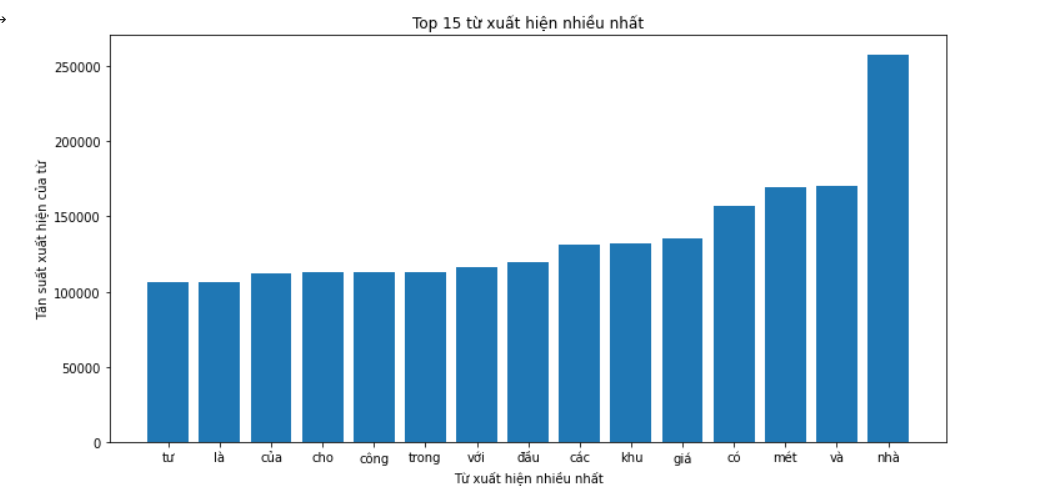 Top 15 từ xuất hiện nhiều nhất
Tần suất xuất hiện của từ
250000
200000
150000
100000
50000
0
tư là của cho công trong với đầu các khu giá có mét và nhà
Từ xuất hiện nhiều nhất